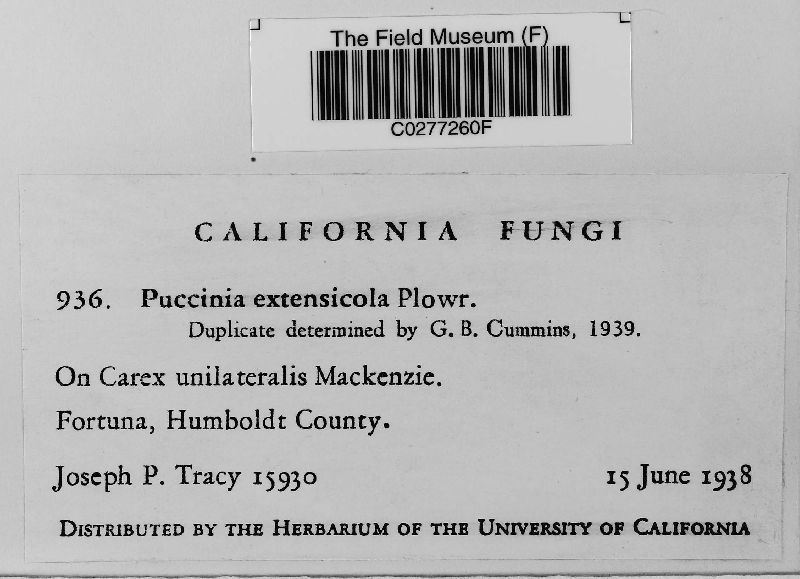 The Field Museum (F)
C0277260F
CALIFORNIA FUNGI
936. Puccinia extensicola Plowr.
Duplicate determined by G. B. Cummins, 1939.
On Carex unilateralis Mackenzie.
Fortuna, Humboldt County.
Joseph P. Tracy 15930 15 June 1938
DISTRIBUTED BY THE HERBARIUM OF THE UNIVERSITY OF CALIFORNIA